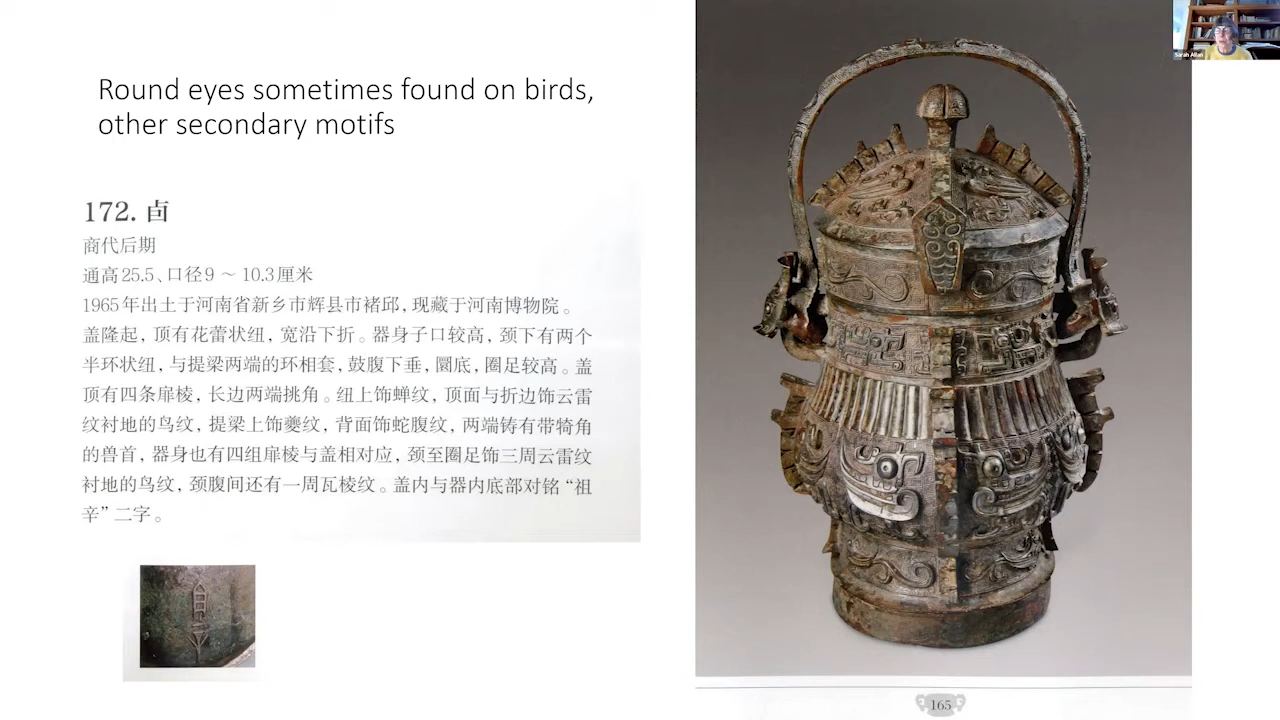 Sarah Allan
Round eyes sometimes found on birds,
other secondary motifs
172. 卣
商代后期
通高25.5、口径9 ~ 10.3厘米
1965年出土于河南省新乡市辉县市褚邱，现藏于河南博物院。
盖隆起，顶有花蕾状纽，宽沿下折。器身子口较高，颈下有两个
半环状纽，与提梁两端的环相套，鼓腹下垂，圜底，圈足较高。盖
顶有四条扉棱，长边两端挑角。纽上饰蝉纹，顶面与折边饰云雷
纹衬地的鸟纹，提梁上饰夔纹，背面饰蛇腹纹，两端铸有带犄角
的兽首，器身也有四组扉棱与盖相对应，颈至圈足饰三周云雷纹
衬地的鸟纹，颈腹间还有一周瓦棱纹。盖内与器内底部对铭“祖
辛”二字。
165